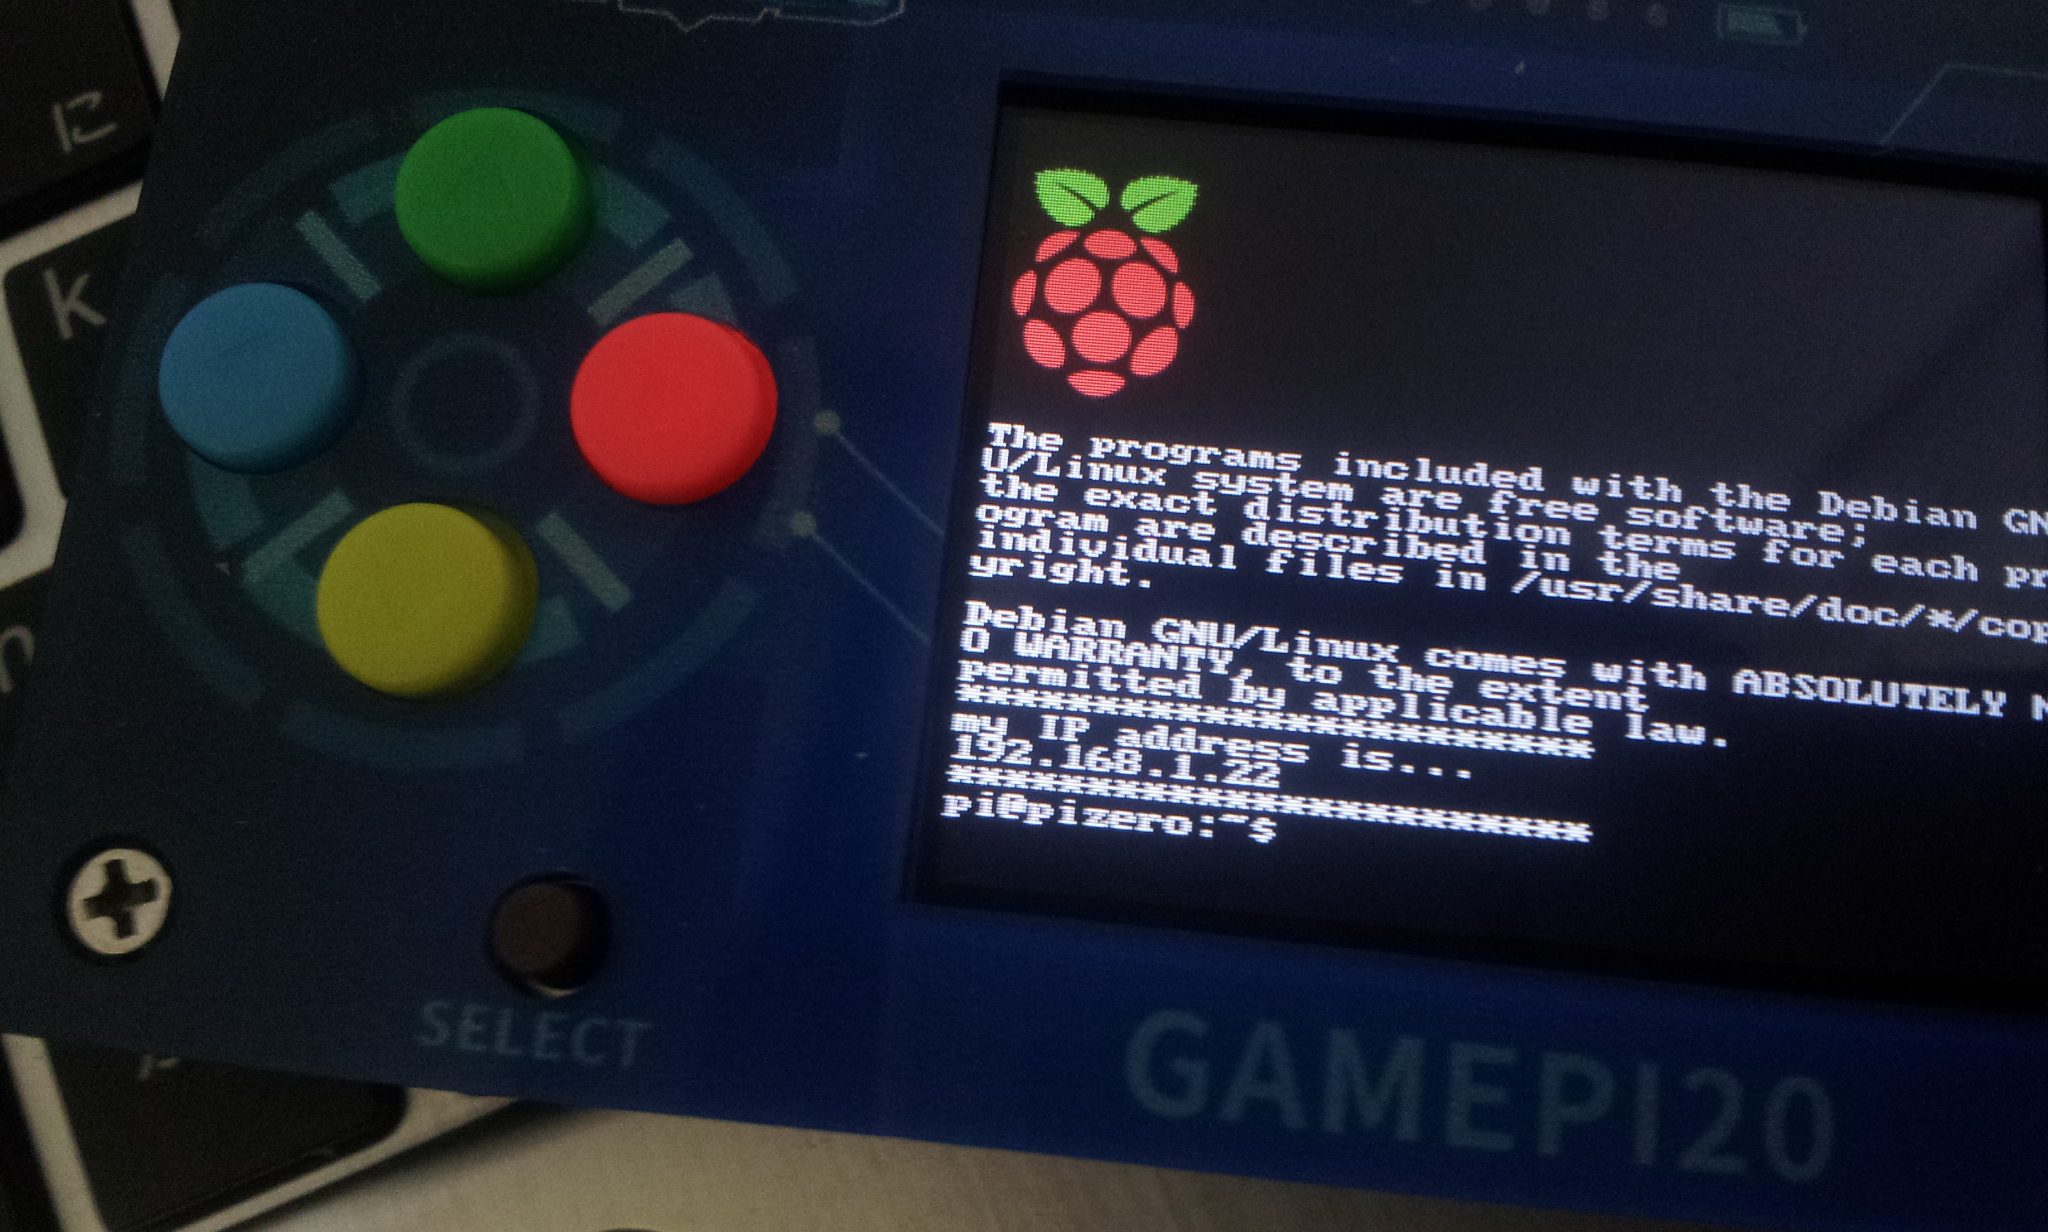 に
k
n
The programs included with the Debian GN
U/Linux system are free software;
the exact distribution terms for each pr
ogram are described in the
individual files in /usr/share/doc/*/cop
yright.
Debian GNU/Linux comes with ABSOLUTELY N
O WARRANTY, to the extent
permitted by applicable law.
***********************
my IP address is...
192.168.1.22
***********************
pi@pizero:~$
SELECT
GAMEPI20